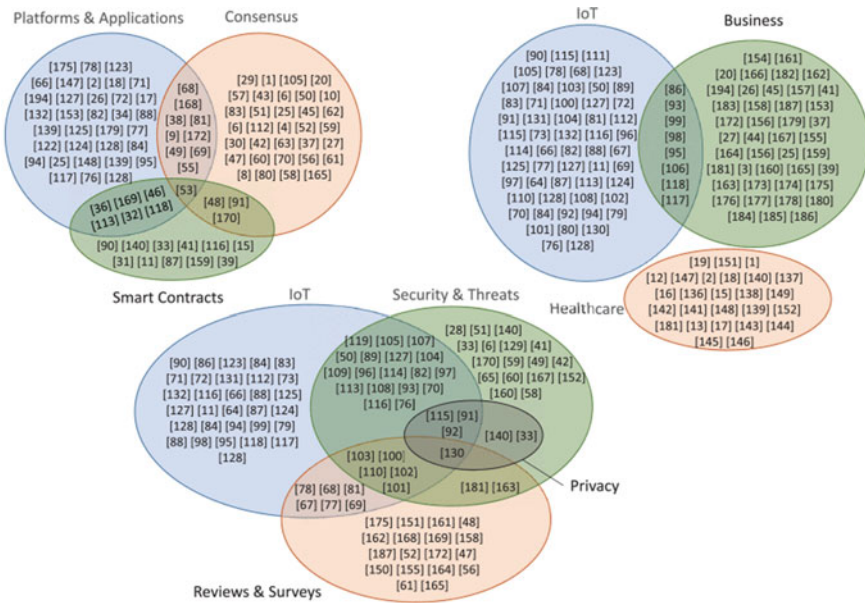 Platforms & Applications
Consensus
[175] [78] [123]
[66] [147] [2] [18] [71]
[194] [127] [26] [72] [17]
[132] [153] [82] [34] [88]
[139] [125] [179] [77]
[122] [124] [128] [84]
[94] [25] [148] [139] [95]
[117] [76] [128]
[68]
[168]
[38] [81]
[9] [172]
[49] [69]
[55]
[29] [1] [105] [20]
[57] [43] [6] [50] [10]
[83] [51] [25] [45] [62]
[6] [112] [4] [52] [59]
[30] [42] [63] [37] [27]
[47] [60] [70] [56] [61]
[8] [80] [58] [165]
[53]
[36] [169] [46]
[113] [32] [118]
[48] [91]
[170]
[90] [140] [33] [41] [116] [15]
[31] [11] [87] [159] [39]
Smart Contracts
IoT
Business
[90] [115] [111]
[105] [78] [68] [123]
[107] [84] [103] [50] [89]
[83] [71] [100] [127] [72]
[91] [131] [104] [81] [112]
[115] [73] [132] [116] [96]
[114] [66] [82] [88] [67]
[125] [77] [127] [11] [69]
[97] [64] [87] [113] [124]
[110] [128] [108] [102]
[70] [84] [92] [94] [79]
[101] [80] [130]
[76] [128]
[86]
[93]
[99]
[98]
[95]
[106]
[118]
[117]
[154] [161]
[20] [166] [182] [162]
[194] [26] [45] [157] [41]
[183] [158] [187] [153]
[172] [156] [179] [37]
[27] [44] [167] [155]
[164] [156] [25] [159]
[181] [3] [160] [165] [39]
[163] [173] [174] [175]
[176] [177] [178] [180]
[184] [185] [186]
Healthcare
[19] [151] [1]
[12] [147] [2] [18] [140] [137]
[16] [136] [15] [138] [149]
[142] [141] [148] [139] [152]
[181] [13] [17] [143] [144]
[145] [146]
IoT
Security & Threats
[90] [86] [123] [84] [83]
[71] [72] [131] [112] [73]
[132] [116] [66] [88] [125]
[127] [11] [64] [87] [124]
[128] [84] [94] [99] [79]
[88] [98] [95] [118] [117]
[128]
[119] [105] [107]
[50] [89] [127] [104]
[109] [96] [114] [82] [97]
[113] [108] [93] [70]
[116] [76]
[28] [51] [140]
[33] [6] [129] [41]
[170] [59] [49] [42]
[65] [60] [167] [152]
[160] [58]
[115] [91]
[92]
[130
[140] [33]
Privacy
[103] [100]
[110] [102]
[101]
[78] [68] [81]
[67] [77] [69]
[181] [163]
[175] [151] [161] [48]
[162] [168] [169] [158]
[187] [52] [172] [47]
[150] [155] [164] [56]
[61] [165]
Reviews & Surveys